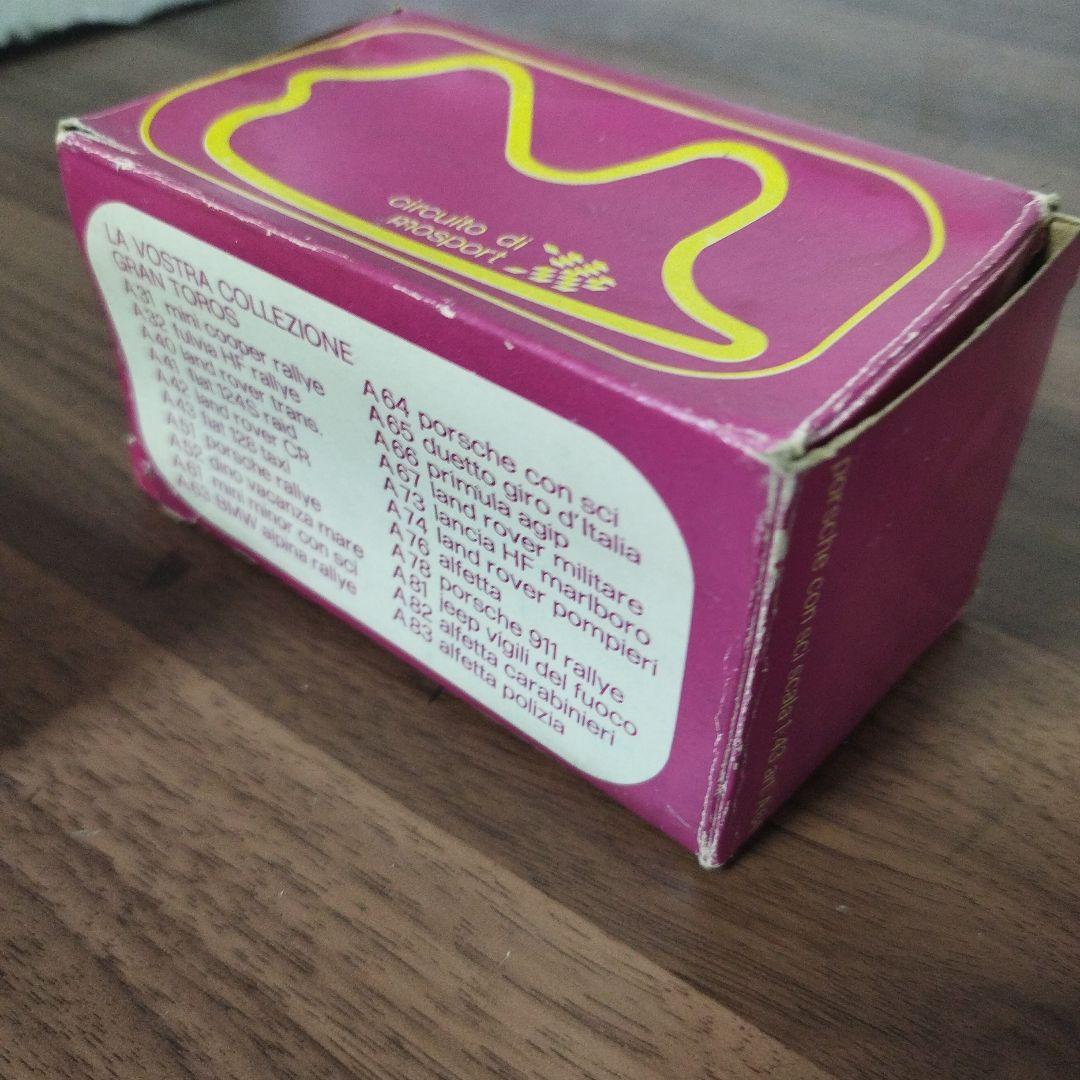 circuito di
mosport
LA VOSTRA COLLEZIONE
GRAN TOROS
A31 mini cooper rallye
A32 fulvia HF rallye
A40 land rover trans.
A41 fiat 124S raid
A42 land rover CR
A43 fiat 128 taxi
A51 porsche rallye
A52 dino vacanza mare
A61 mini minor con sci
A63 BMW alpina rallye
A64 porsche con sci
A65 duetto giro d'Italia
A66 primula agip
A67 land rover militare
A73 lancia HF marlboro
A74 land rover pompieri
A76 alfetta
A78 porsche 911 rallye
A81 jeep vigili del fuoco
A82 alfetta carabinieri
A83 alfetta polizia
porsche con sci scala 1:43